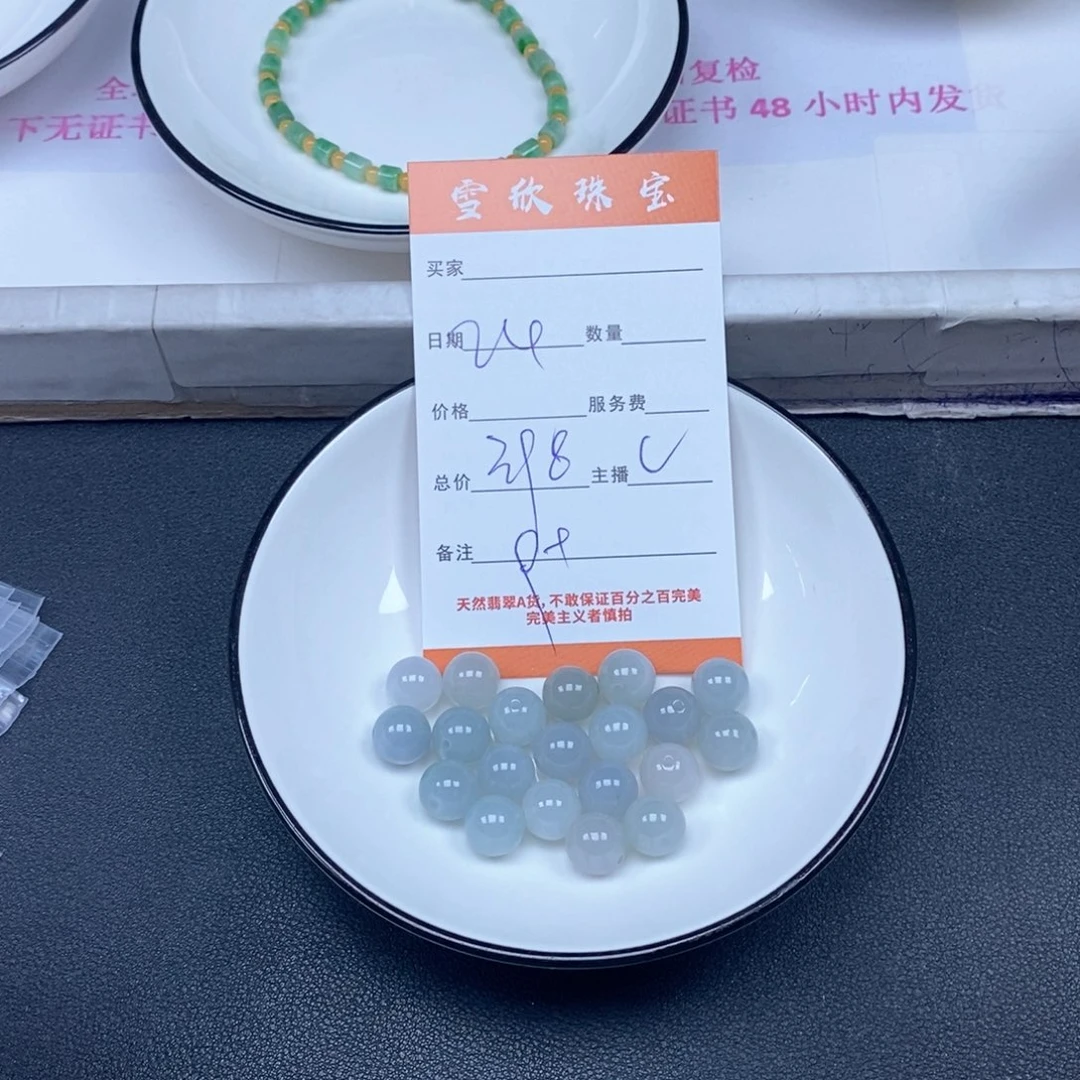 复检
下无证书
证书 48 小时内发货
雪欣珠宝
买家
日期 24 数量
价格 服务费
总价 298 主播
备注
天然翡翠A货,不敢保证百分之百完美
完美主义者慎拍